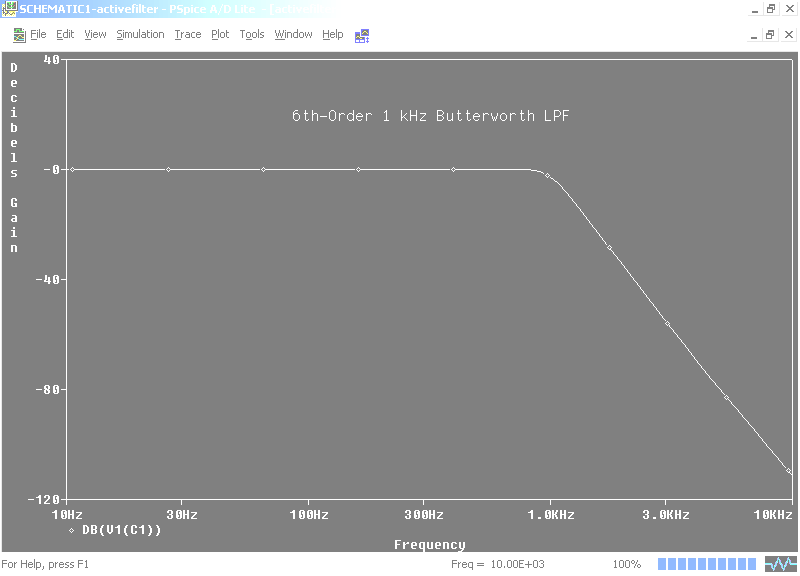 SCHEMATIC1-activefilter - PSpice A/D Lite
File Edit View Simulation Trace Plot Tools Window Help
Decibels Gain
6th-Order 1 kHz Butterworth LPF
40
-0
-40
-80
-120
10Hz 30Hz 100Hz 300Hz 1.0KHz 3.0KHz 10KHz
DB(V1(C1))
Frequency
For Help, press F1 Freq = 10.00E+03 100%